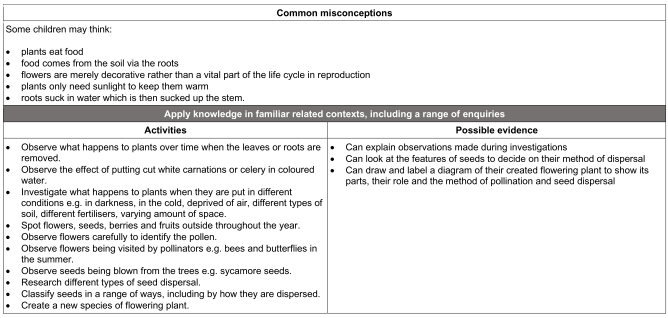 Common misconceptions
Some children may think:
• plants eat food
• food comes from the soil via the roots
• flowers are merely decorative rather than a vital part of the life cycle in reproduction
• plants only need sunlight to keep them warm
• roots suck in water which is then sucked up the stem.
Apply knowledge in familiar related contexts, including a range of enquiries
Activities
• Observe what happens to plants over time when the leaves or roots are
removed.
• Observe the effect of putting cut white carnations or celery in coloured
water.
• Investigate what happens to plants when they are put in different
conditions e.g. in darkness, in the cold, deprived of air, different types of
soil, different fertilisers, varying amount of space.
• Spot flowers, seeds, berries and fruits outside throughout the year.
• Observe flowers carefully to identify the pollen.
• Observe flowers being visited by pollinators e.g. bees and butterflies in
the summer.
• Observe seeds being blown from the trees e.g. sycamore seeds.
• Research different types of seed dispersal.
• Classify seeds in a range of ways, including by how they are dispersed.
• Create a new species of flowering plant.
Possible evidence
• Can explain observations made during investigations
• Can look at the features of seeds to decide on their method of dispersal
• Can draw and label a diagram of their created flowering plant to show its
parts, their role and the method of pollination and seed dispersal